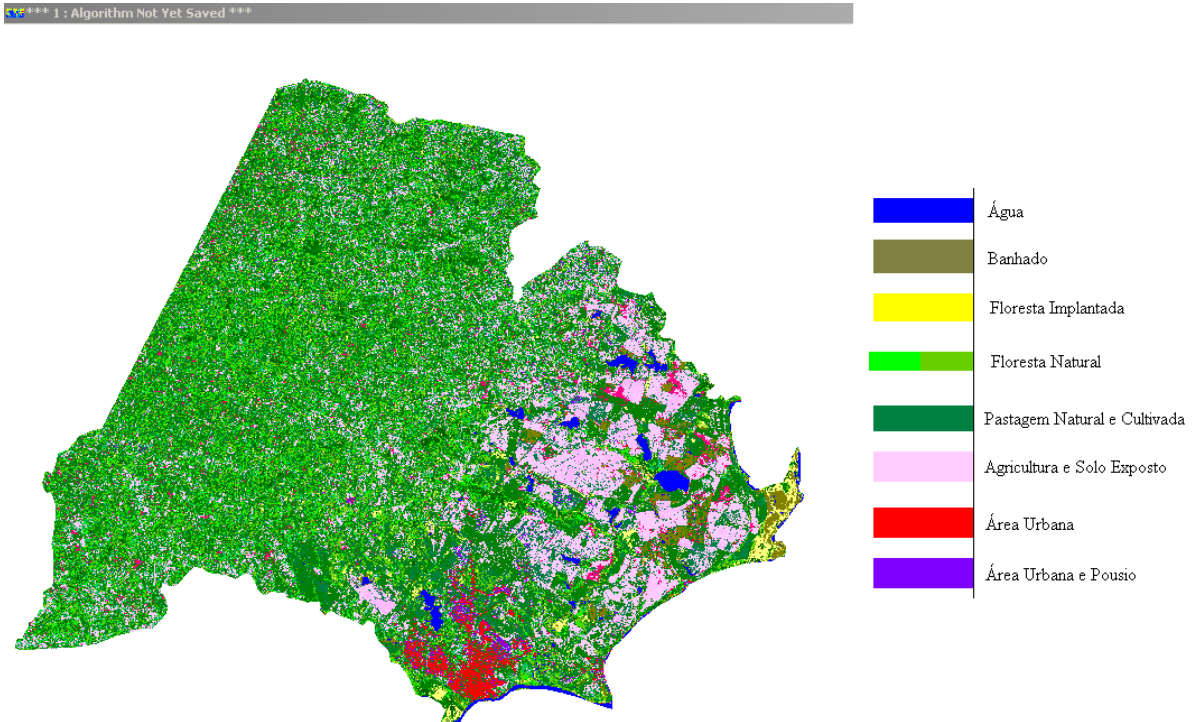 *** 1 : Algorithm Not Yet Saved ***
Água
Banhado
Floresta Implantada
Floresta Natural
Pastagem Natural e Cultivada
Agricultura e Solo Exposto
Área Urbana
Área Urbana e Pousio